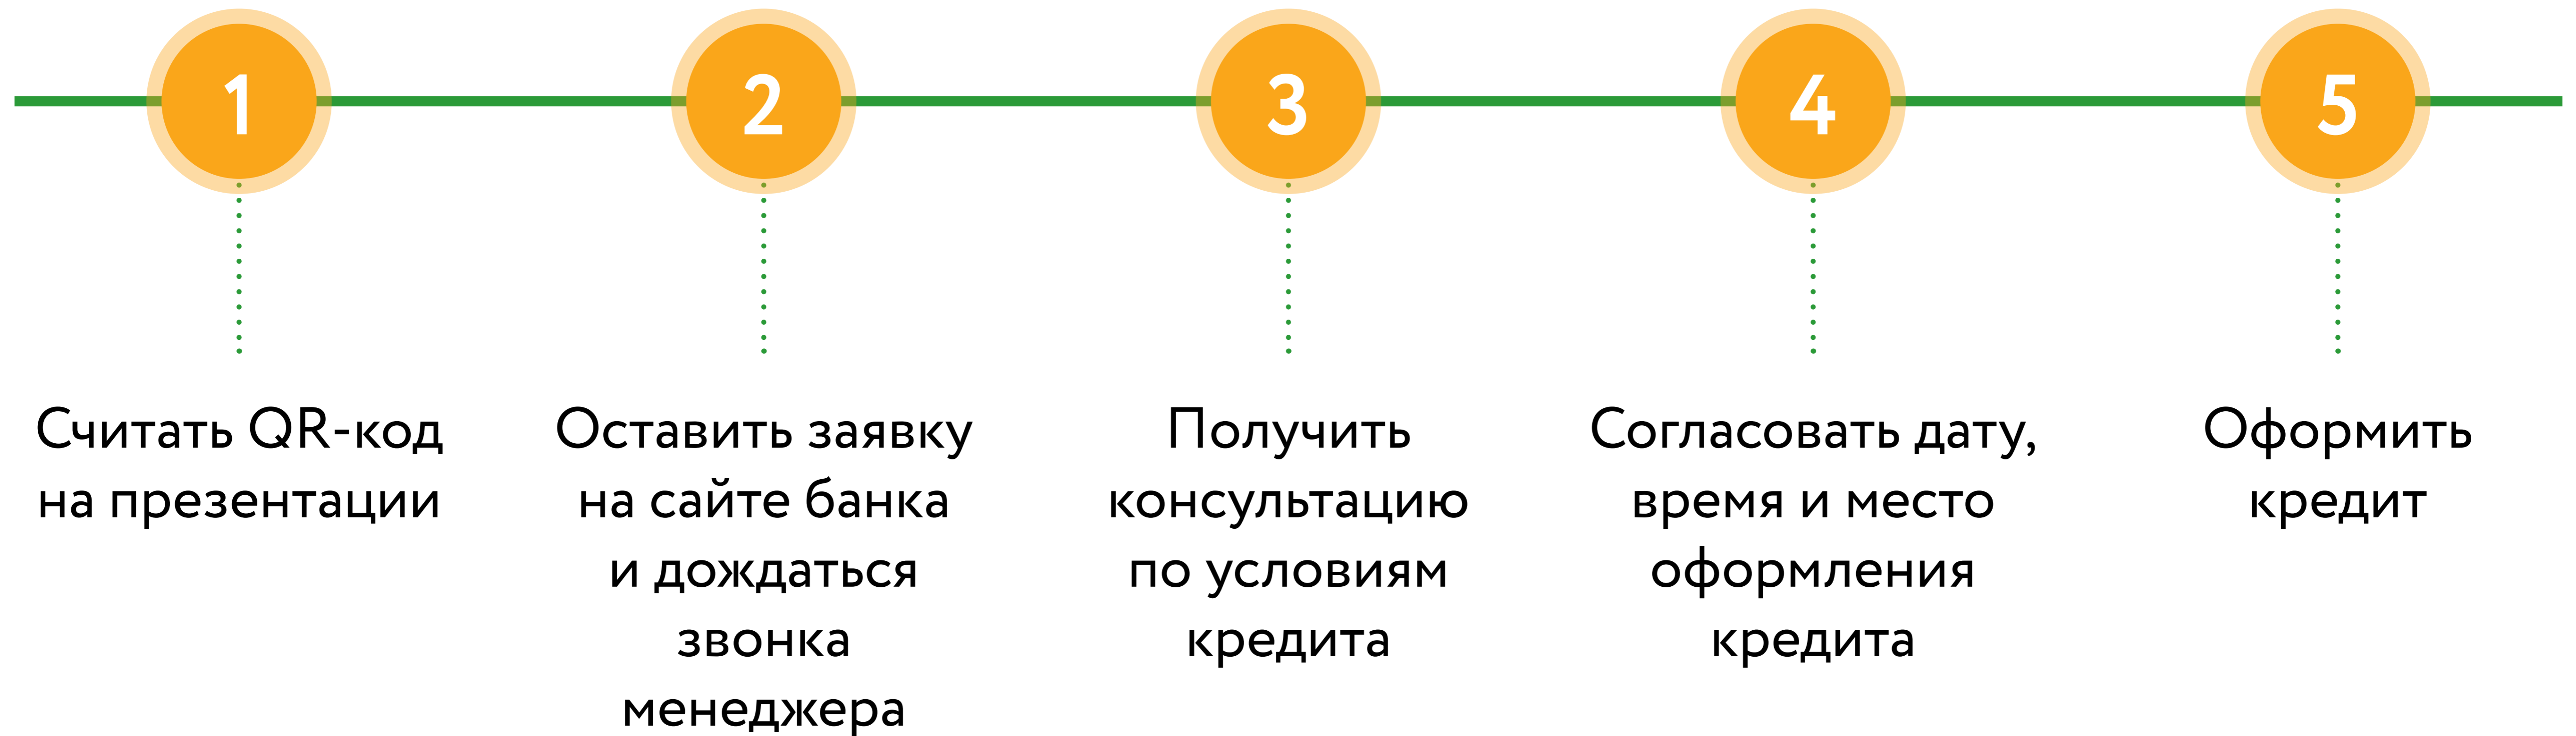 1
2
3
4
5
Считать QR-код
на презентации
Оставить заявку
на сайте банка
и дождаться
звонка
менеджера
Получить
консультацию
по условиям
кредита
Согласовать дату,
время и место
оформления
кредита
Оформить
кредит